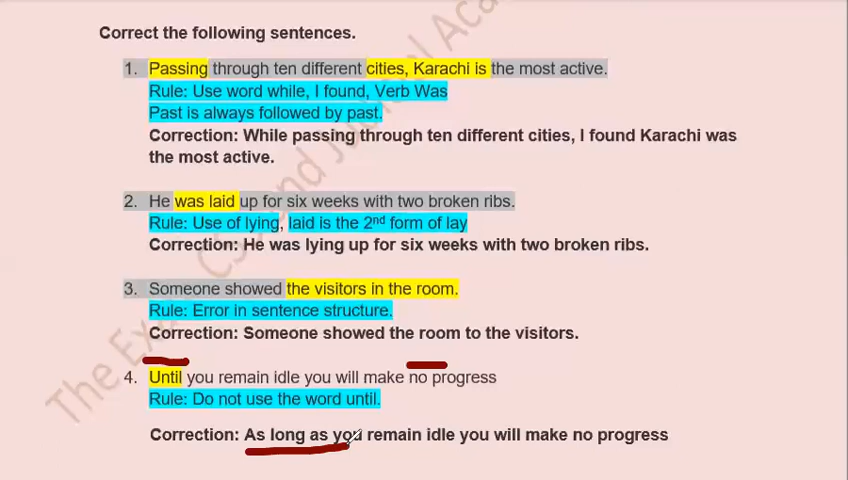 Correct the following sentences.
1. Passing through ten different cities, Karachi is the most active.
Rule: Use word while, I found, Verb Was
Past is always followed by past.
Correction: While passing through ten different cities, I found Karachi was
the most active.
2. He was laid up for six weeks with two broken ribs.
Rule: Use of lying, laid is the 2nd form of lay
Correction: He was lying up for six weeks with two broken ribs.
3. Someone showed the visitors in the room.
Rule: Error in sentence structure.
Correction: Someone showed the room to the visitors.
4. Until you remain idle you will make no progress
Rule: Do not use the word until.
Correction: As long as you remain idle you will make no progress